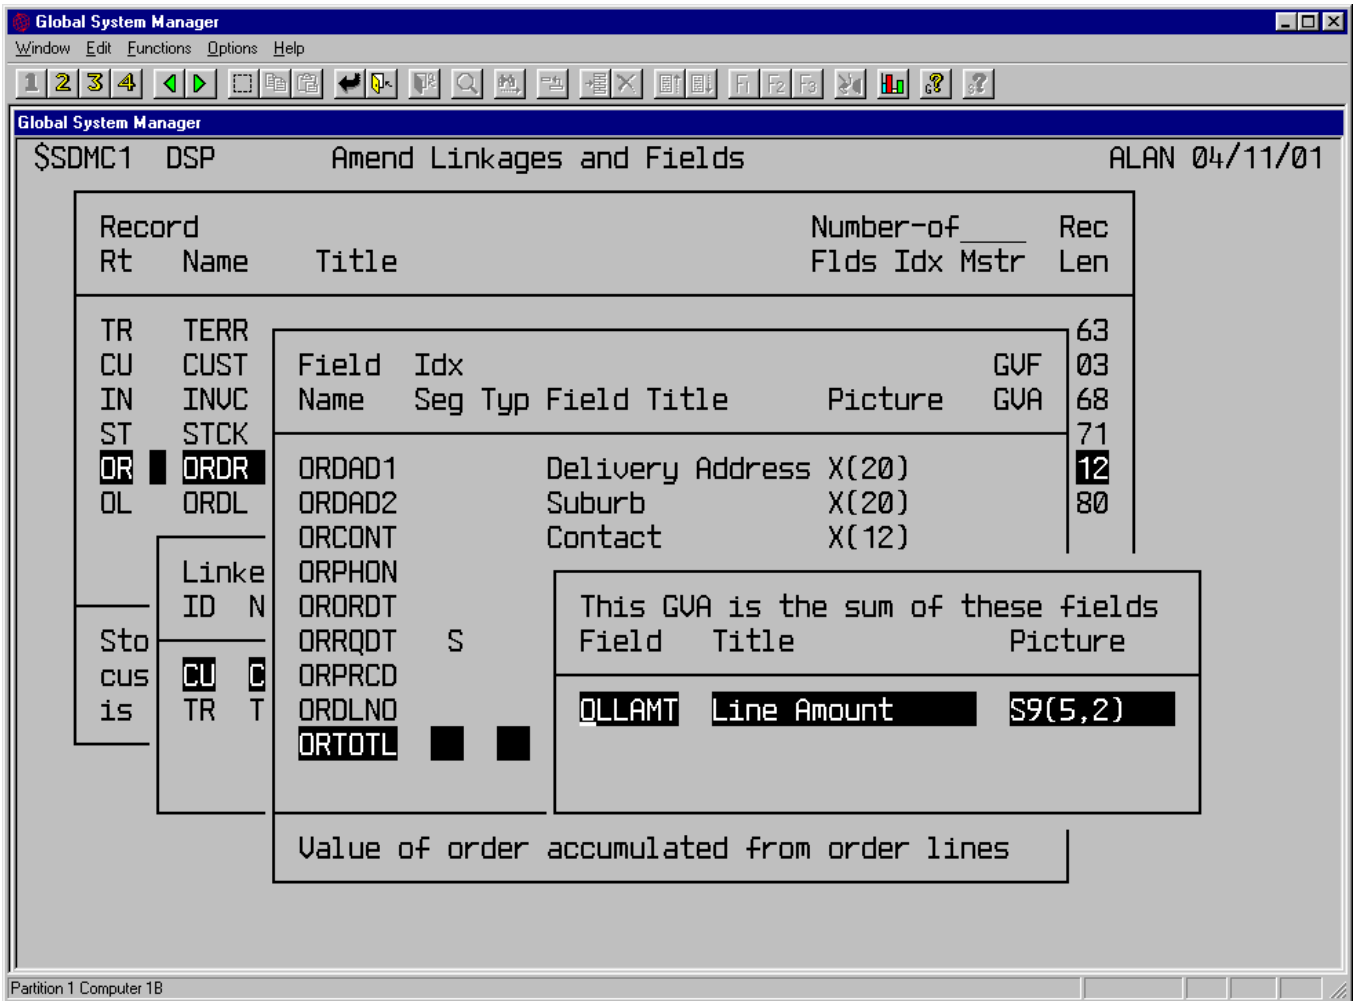 Global System Manager
Window Edit Functions Options Help
1 2 3 4 F1 F2 F3 G? S?
Global System Manager
$SDMC1 DSP Amend Linkages and Fields ALAN 04/11/01
Record Number-of____ Rec
Rt Name Title Flds Idx Mstr Len
TR TERR 63
CU CUST 03
IN INVC 68
ST STCK 71
OR ORDR 12
OL ORDL 80
Field Idx GVF
Name Seg Typ Field Title Picture GVA
ORDAD1 Delivery Address X(20)
ORDAD2 Suburb X(20)
ORCONT Contact X(12)
ORPHON
ORORDT
ORRQDT S
ORPRCD
ORDLNO
ORTOTL
Value of order accumulated from order lines
Linke
ID N
CU C
TR T
Sto
cus
is
This GVA is the sum of these fields
Field Title Picture
OLLAMT Line Amount S9(5,2)
Partition 1 Computer 1B